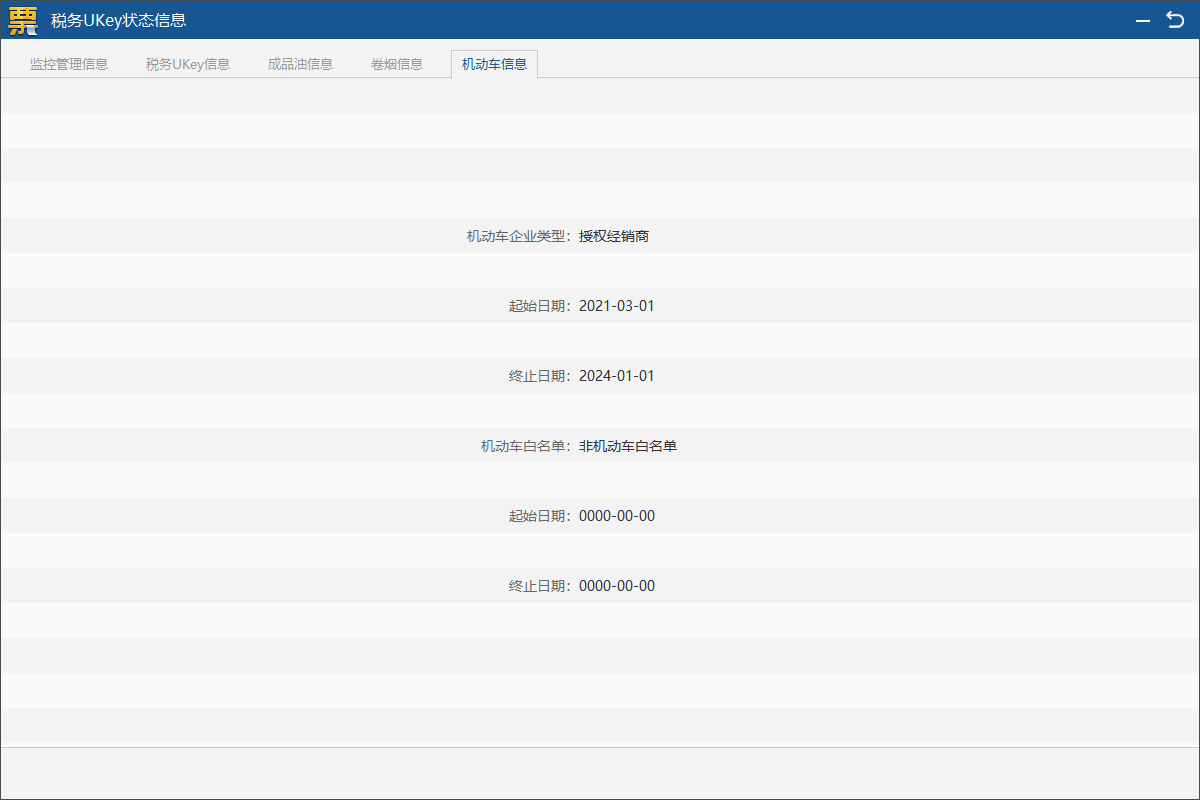 票 税务UKey状态信息
监控管理信息 税务UKey信息 成品油信息 卷烟信息 机动车信息
机动车企业类型：授权经销商
起始日期：2021-03-01
终止日期：2024-01-01
机动车白名单：非机动车白名单
起始日期：0000-00-00
终止日期：0000-00-00